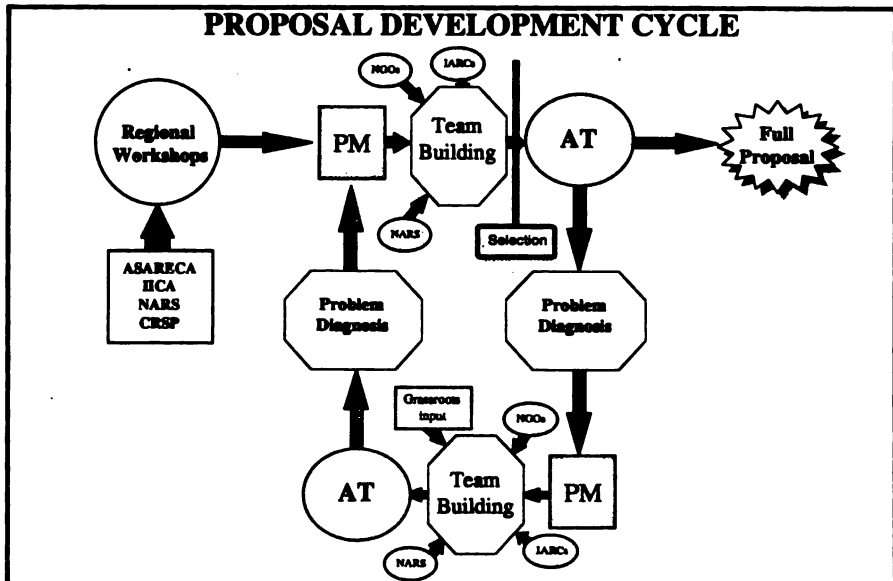 PROPOSAL DEVELOPMENT CYCLE
NGOs
IARCs
Regional
Workshops
PM
Team
Building
AT
Full
Proposal
NARS
Selection
ASARECA
IICA
NARS
CRSP
Problem
Diagnosis
Problem
Diagnosis
Grassroots
input
NGOs
AT
Team
Building
PM
NARS
IARCs